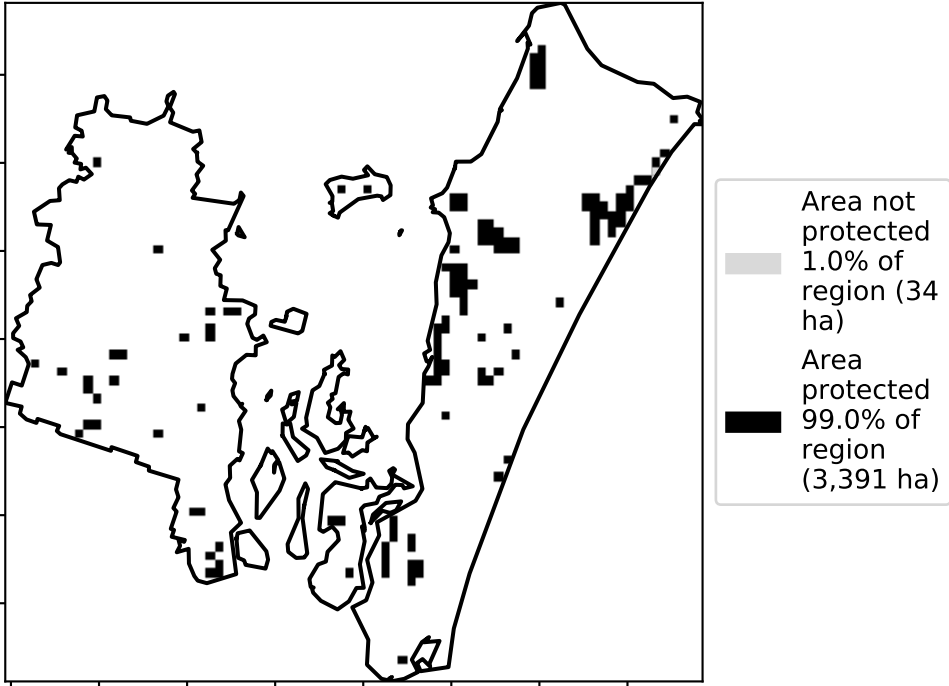 Area not
protected
1.0% of
region (34
ha)
Area
protected
99.0% of
region
(3,391 ha)